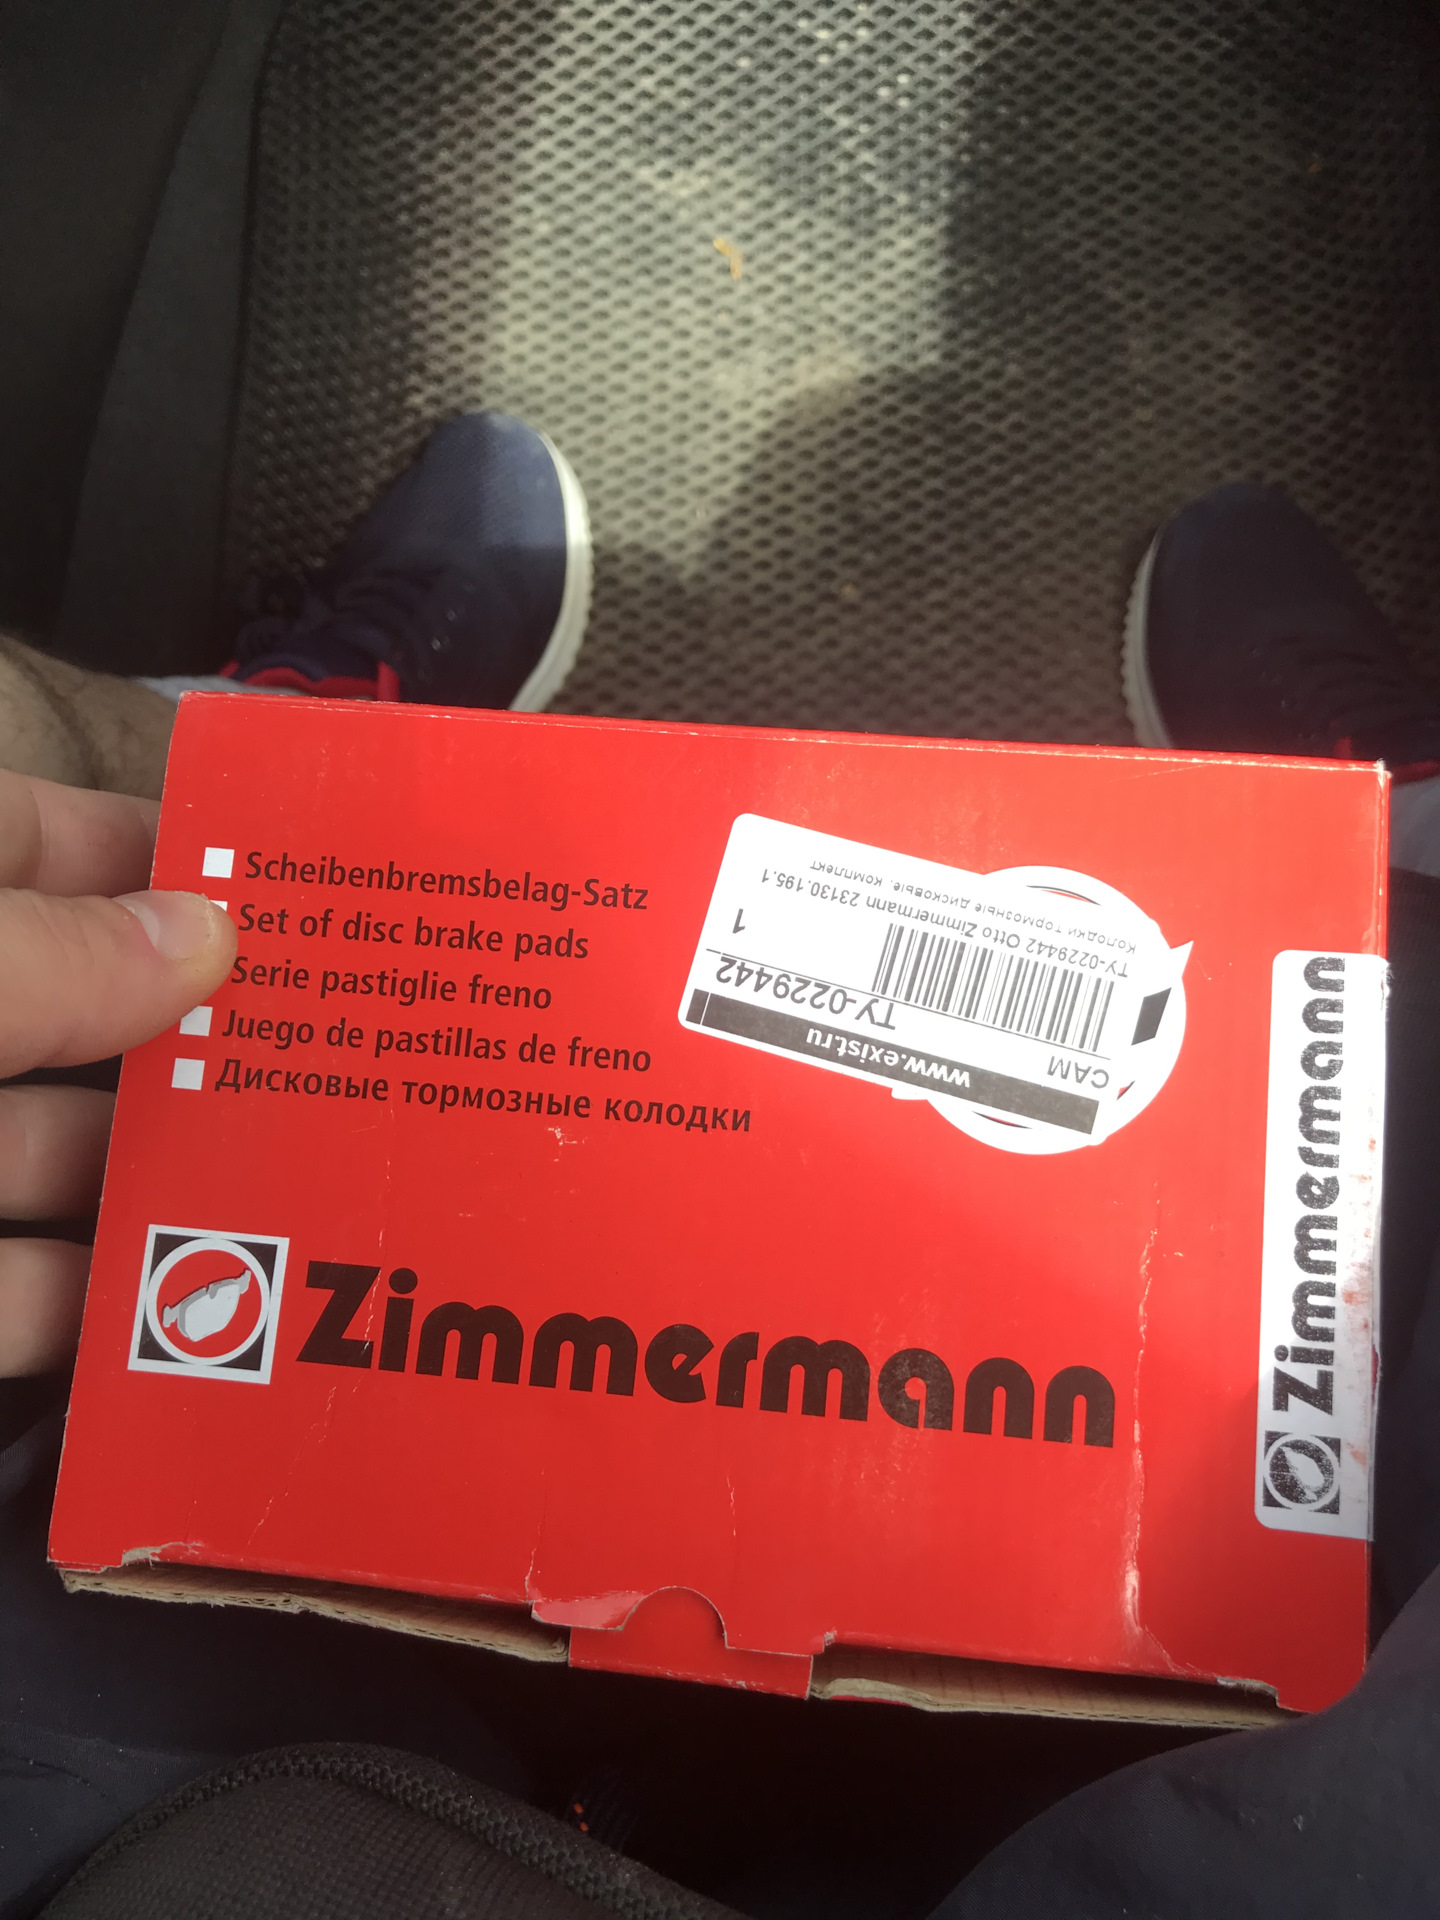 Scheibenbremsbelag-Satz
Set of disc brake pads
Serie pastiglie freno
Juego de pastillas de freno
Дисковые тормозные колодки
Zimmermann
www.exist.ru
САМ
TY-0229442
1
TY-0229442 Otto Zimmermann 23130.195.1
Колодки тормозные дисковые. комплект
Zimmermann